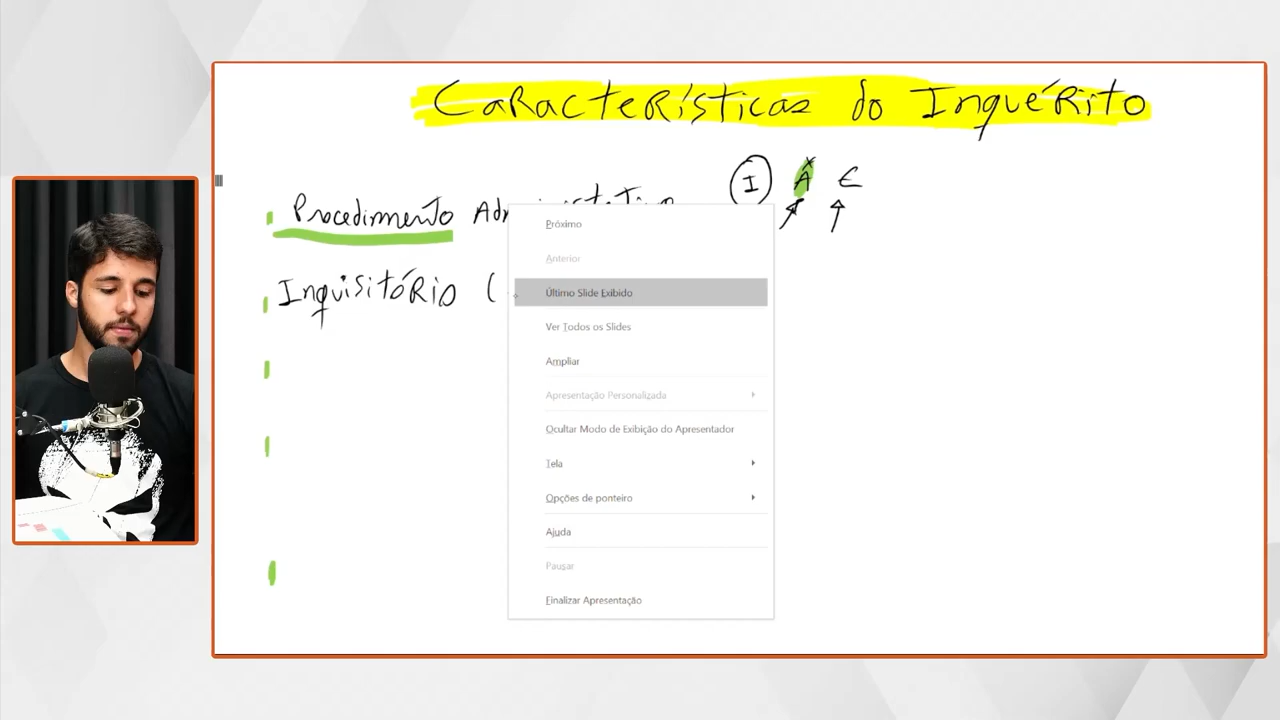 Características do Inquérito
I A E
Procedimento Administrativo
Inquisitório (
Próximo
Anterior
Último Slide Exibido
Ver Todos os Slides
Ampliar
Apresentação Personalizada
Ocultar Modo de Exibição do Apresentador
Tela
Opções de ponteiro
Ajuda
Pausar
Finalizar Apresentação